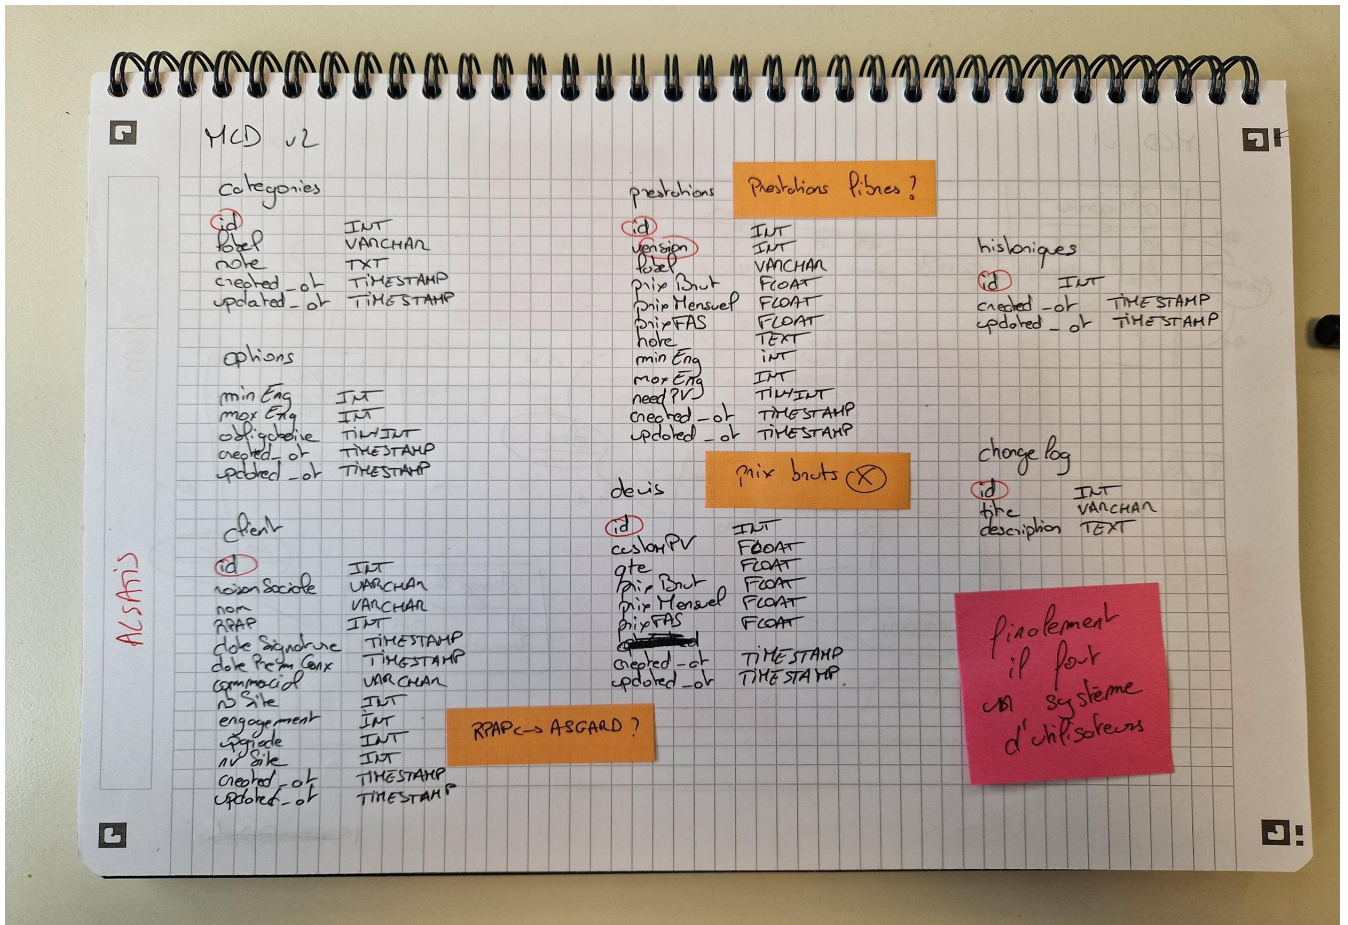 MCD v2
categories
id INT
label VARCHAR
note TXT
created_at TIMESTAMP
updated_at TIMESTAMP
options
min Eng INT
max Eng INT
obligatoire TINYINT
created_at TIMESTAMP
updated_at TIMESTAMP
client
id INT
raison Sociale VARCHAR
nom VARCHAR
RPAP INT
date Signature TIMESTAMP
date TIMESTAMP
commercial VARCHAR
nb Site INT
engagement INT
upgrade INT
nv Site INT
created_at TIMESTAMP
updated_at TIMESTAMP
RPAP <-> ASGARD ?
prestations
Prestations libres ?
id INT
version INT
label VARCHAR
prix Brut FLOAT
prix Mensuel FLOAT
prix FAS FLOAT
note TEXT
min Eng INT
max Eng INT
need PV TINYINT
created_at TIMESTAMP
updated_at TIMESTAMP
devis
prix bruts X
id INT
custom PV FLOAT
qte FLOAT
prix Brut FLOAT
prix Mensuel FLOAT
prix FAS FLOAT
created_at TIMESTAMP
updated_at TIMESTAMP
historiques
id INT
created_at TIMESTAMP
updated_at TIMESTAMP
change log
id INT
titre VARCHAR
description TEXT
finalement
il faut
un système
d'utilisateurs